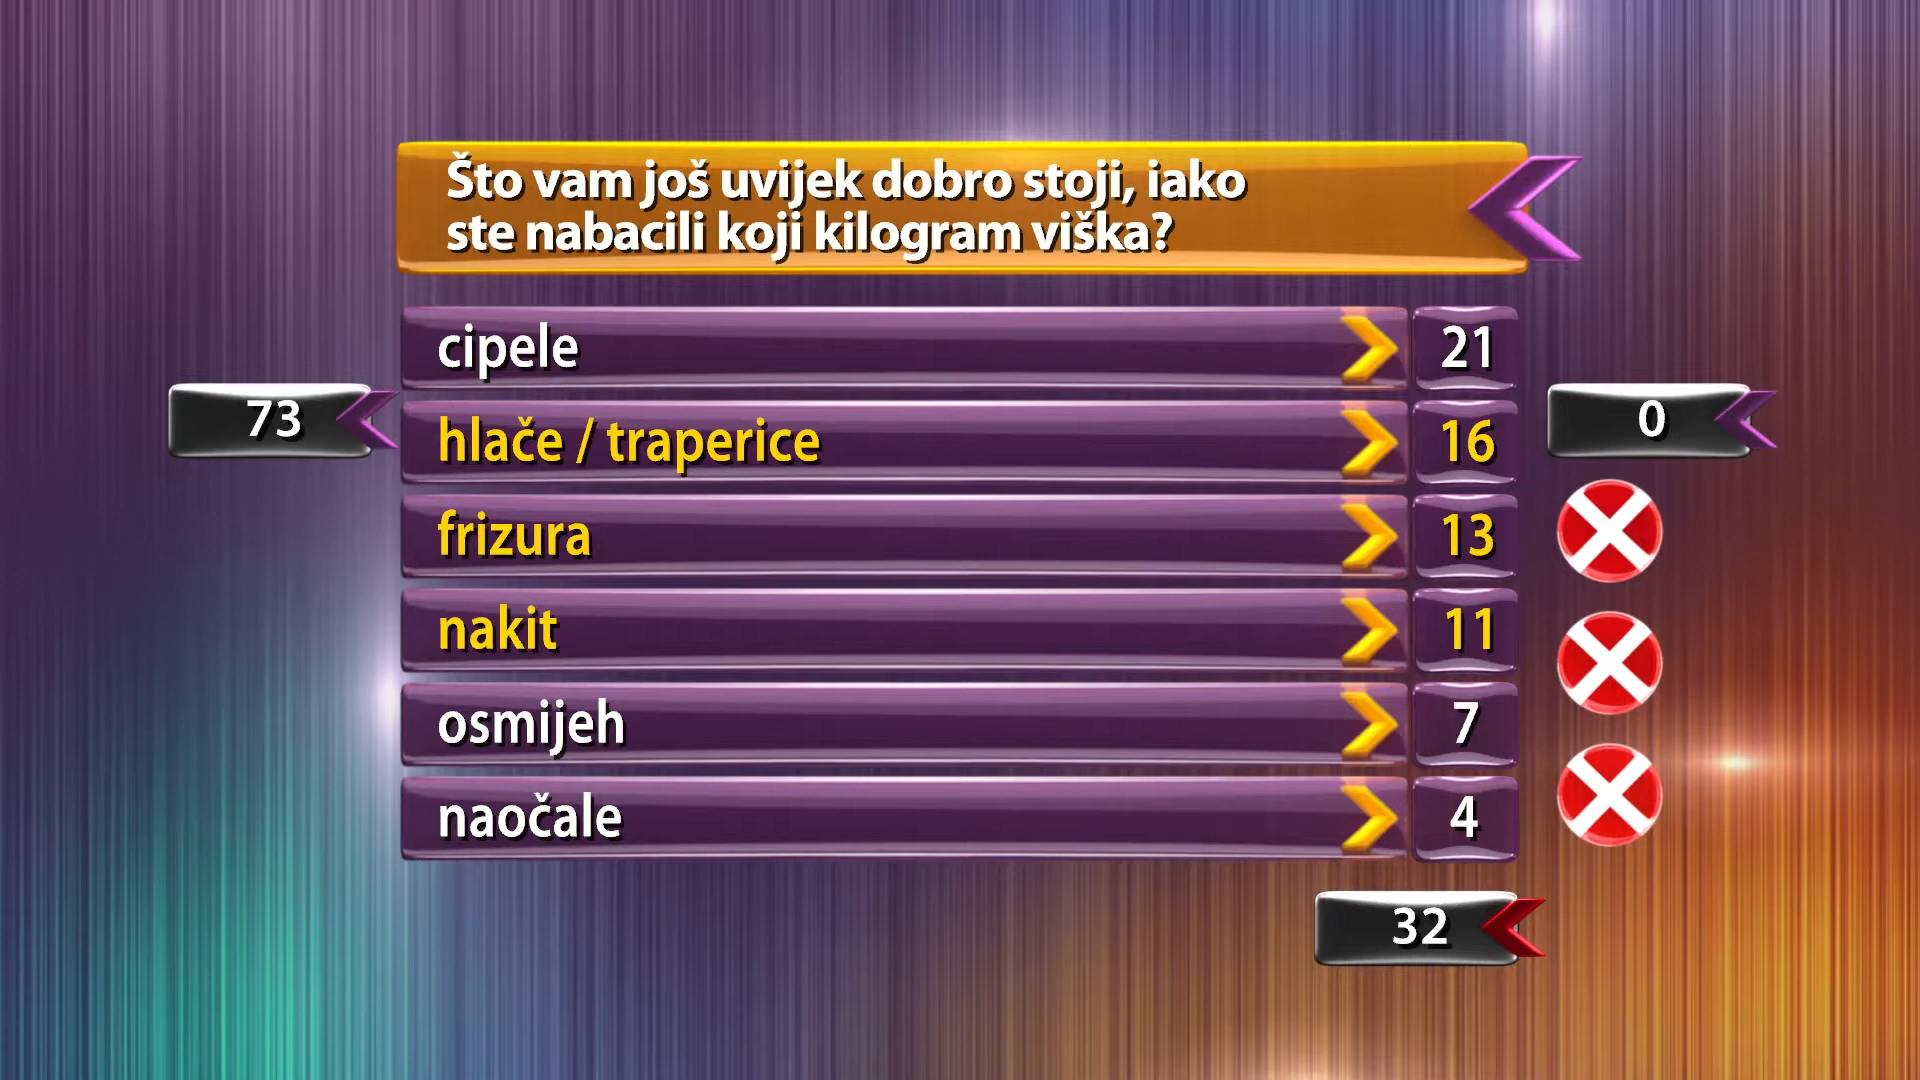 Što vam još uvijek dobro stoji, iako
ste nabacili koji kilogram viška?
cipele 21
73
hlače / traperice 16
0
frizura 13
nakit 11
osmijeh 7
naočale 4
32